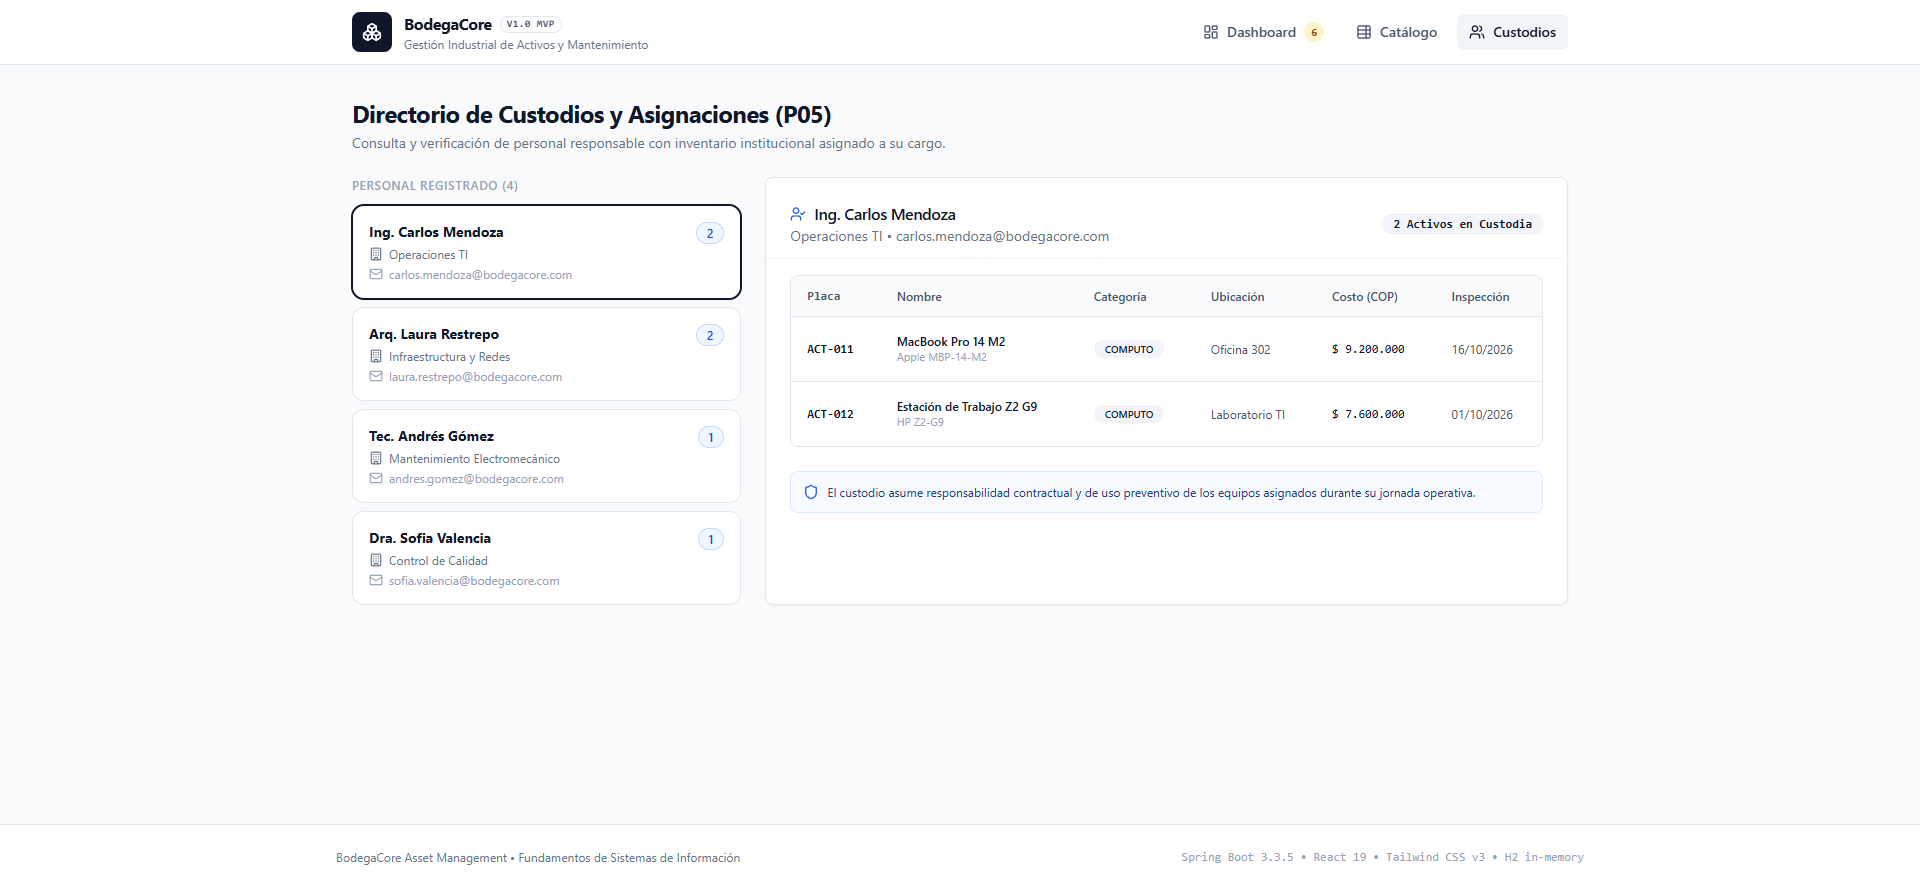 BodegaCore V1.0 MVP
Gestión Industrial de Activos y Mantenimiento
Dashboard 6 Catálogo Custodios
Directorio de Custodios y Asignaciones (P05)
Consulta y verificación de personal responsable con inventario institucional asignado a su cargo.
PERSONAL REGISTRADO (4)
Ing. Carlos Mendoza 2
Operaciones TI
carlos.mendoza@bodegacore.com
Arq. Laura Restrepo 2
Infraestructura y Redes
laura.restrepo@bodegacore.com
Tec. Andrés Gómez 1
Mantenimiento Electromecánico
andres.gomez@bodegacore.com
Dra. Sofia Valencia 1
Control de Calidad
sofia.valencia@bodegacore.com
Ing. Carlos Mendoza
Operaciones TI • carlos.mendoza@bodegacore.com
2 Activos en Custodia
Placa Nombre Categoría Ubicación Costo (COP) Inspección
ACT-011 MacBook Pro 14 M2 COMPUTO Oficina 302 $ 9.200.000 16/10/2026
Apple MBP-14-M2
ACT-012 Estación de Trabajo Z2 G9 COMPUTO Laboratorio TI $ 7.600.000 01/10/2026
HP Z2-G9
El custodio asume responsabilidad contractual y de uso preventivo de los equipos asignados durante su jornada operativa.
BodegaCore Asset Management • Fundamentos de Sistemas de Información
Spring Boot 3.3.5 • React 19 • Tailwind CSS v3 • H2 in-memory